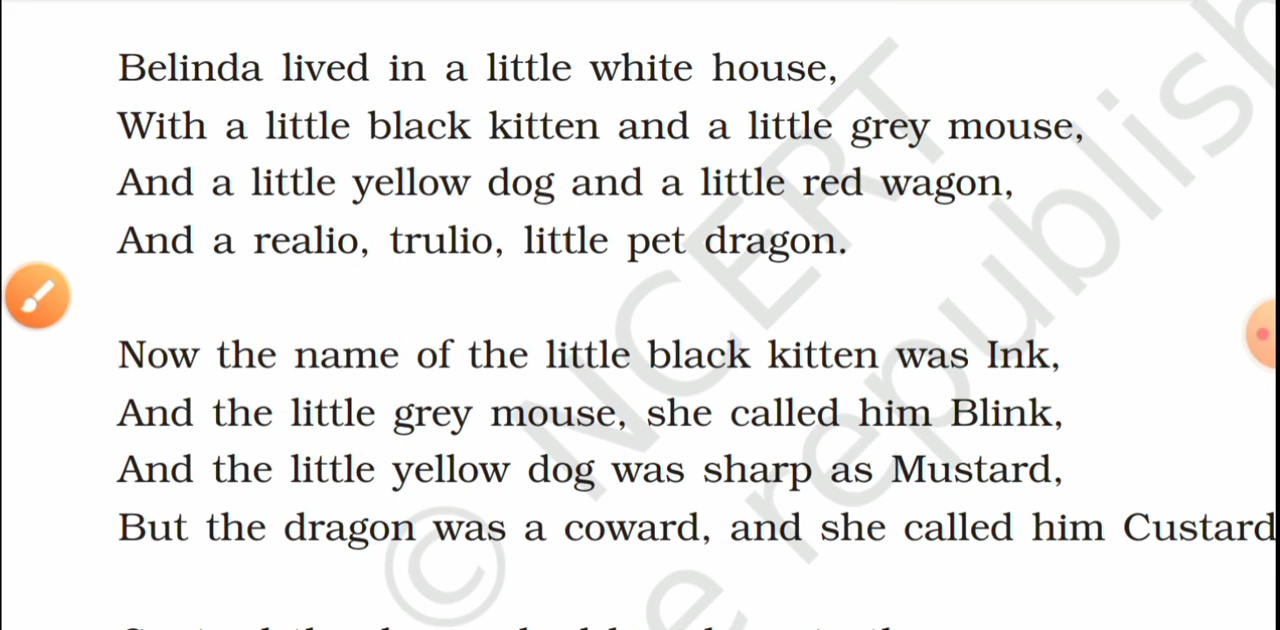 Belinda lived in a little white house,
With a little black kitten and a little grey mouse,
And a little yellow dog and a little red wagon,
And a realio, trulio, little pet dragon.
Now the name of the little black kitten was Ink,
And the little grey mouse, she called him Blink,
And the little yellow dog was sharp as Mustard,
But the dragon was a coward, and she called him Custard
© NCERT
republish